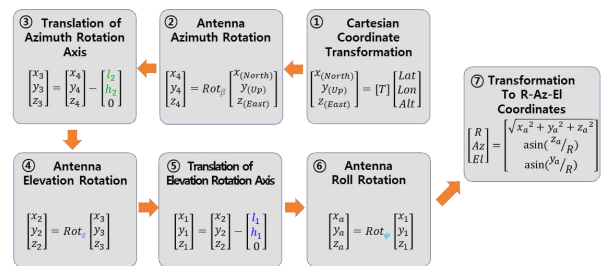 ① Cartesian
Coordinate
Transformation
[x(North) y(Up) z(East)] = [T] [Lat Lon Alt]
② Antenna
Azimuth Rotation
[x₄ y₄ z₄] = Rotᵦ [x(North) y(Up) z(East)]
③ Translation of
Azimuth Rotation
Axis
[x₃ y₃ z₃] = [x₄ y₄ z₄] − [l₂ h₂ 0]
④ Antenna
Elevation Rotation
[x₂ y₂ z₂] = Rot_ε [x₃ y₃ z₃]
⑤ Translation of
Elevation Rotation Axis
[x₁ y₁ z₁] = [x₂ y₂ z₂] − [l₁ h₁ 0]
⑥ Antenna
Roll Rotation
[xₐ yₐ zₐ] = Rotᵩ [x₁ y₁ z₁]
⑦ Transformation
To R-Az-El
Coordinates
[R Az El] = [√(xₐ² + yₐ² + zₐ²) asin(zₐ/R) asin(yₐ/R)]